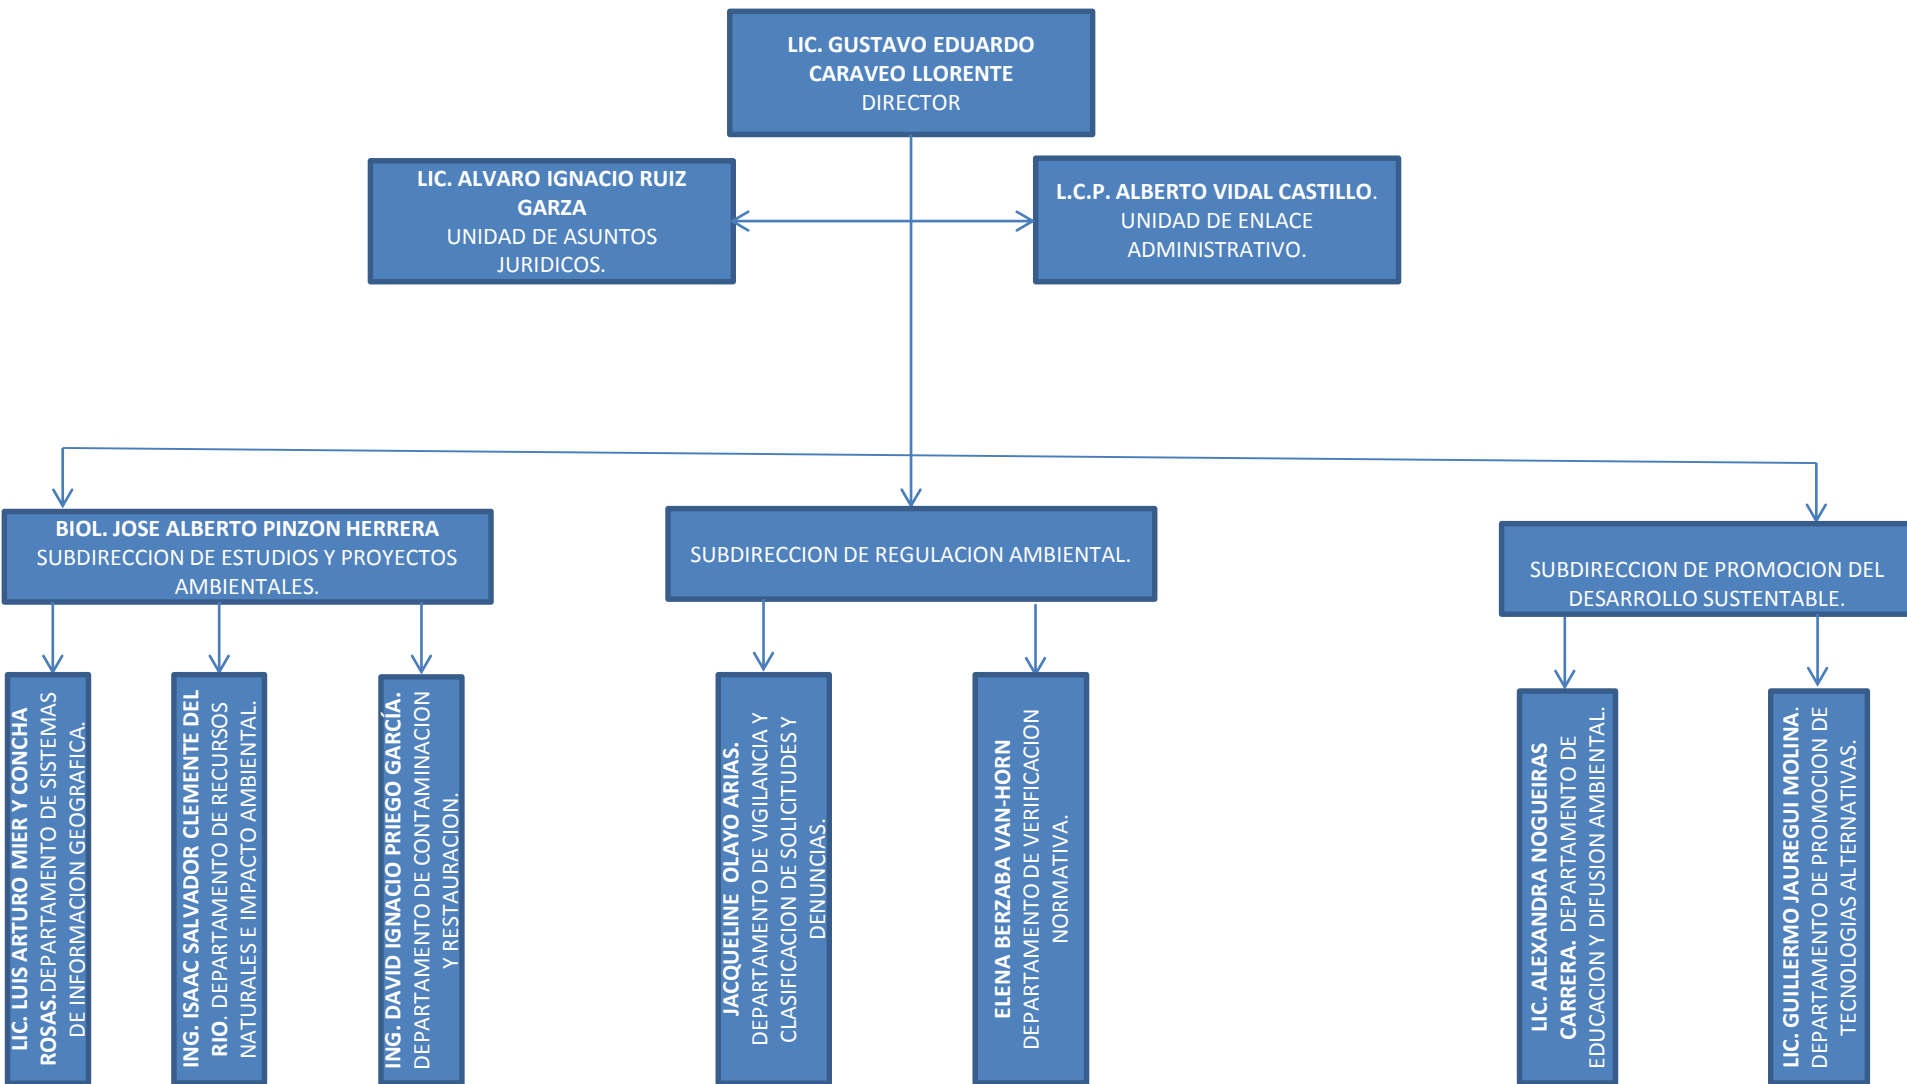 LIC. GUSTAVO EDUARDO
CARAVEO LLORENTE
DIRECTOR
LIC. ALVARO IGNACIO RUIZ
GARZA
UNIDAD DE ASUNTOS
JURIDICOS.
L.C.P. ALBERTO VIDAL CASTILLO.
UNIDAD DE ENLACE
ADMINISTRATIVO.
BIOL. JOSE ALBERTO PINZON HERRERA
SUBDIRECCION DE ESTUDIOS Y PROYECTOS
AMBIENTALES.
SUBDIRECCION DE REGULACION AMBIENTAL.
SUBDIRECCION DE PROMOCION DEL
DESARROLLO SUSTENTABLE.
LIC. LUIS ARTURO MIER Y CONCHA
ROSAS.DEPARTAMENTO DE SISTEMAS
DE INFORMACION GEOGRAFICA.
ING. ISAAC SALVADOR CLEMENTE DEL
RIO. DEPARTAMENTO DE RECURSOS
NATURALES E IMPACTO AMBIENTAL.
ING. DAVID IGNACIO PRIEGO GARCÍA.
DEPARTAMENTO DE CONTAMINACION
Y RESTAURACION.
JACQUELINE OLAYO ARIAS.
DEPARTAMENTO DE VIGILANCIA Y
CLASIFICACION DE SOLICITUDES Y
DENUNCIAS.
ELENA BERZABA VAN-HORN
DEPARTAMENTO DE VERIFICACION
NORMATIVA.
LIC. ALEXANDRA NOGUEIRAS
CARRERA. DEPARTAMENTO DE
EDUCACION Y DIFUSION AMBIENTAL.
LIC. GUILLERMO JAUREGUI MOLINA.
DEPARTAMENTO DE PROMOCION DE
TECNOLOGIAS ALTERNATIVAS.